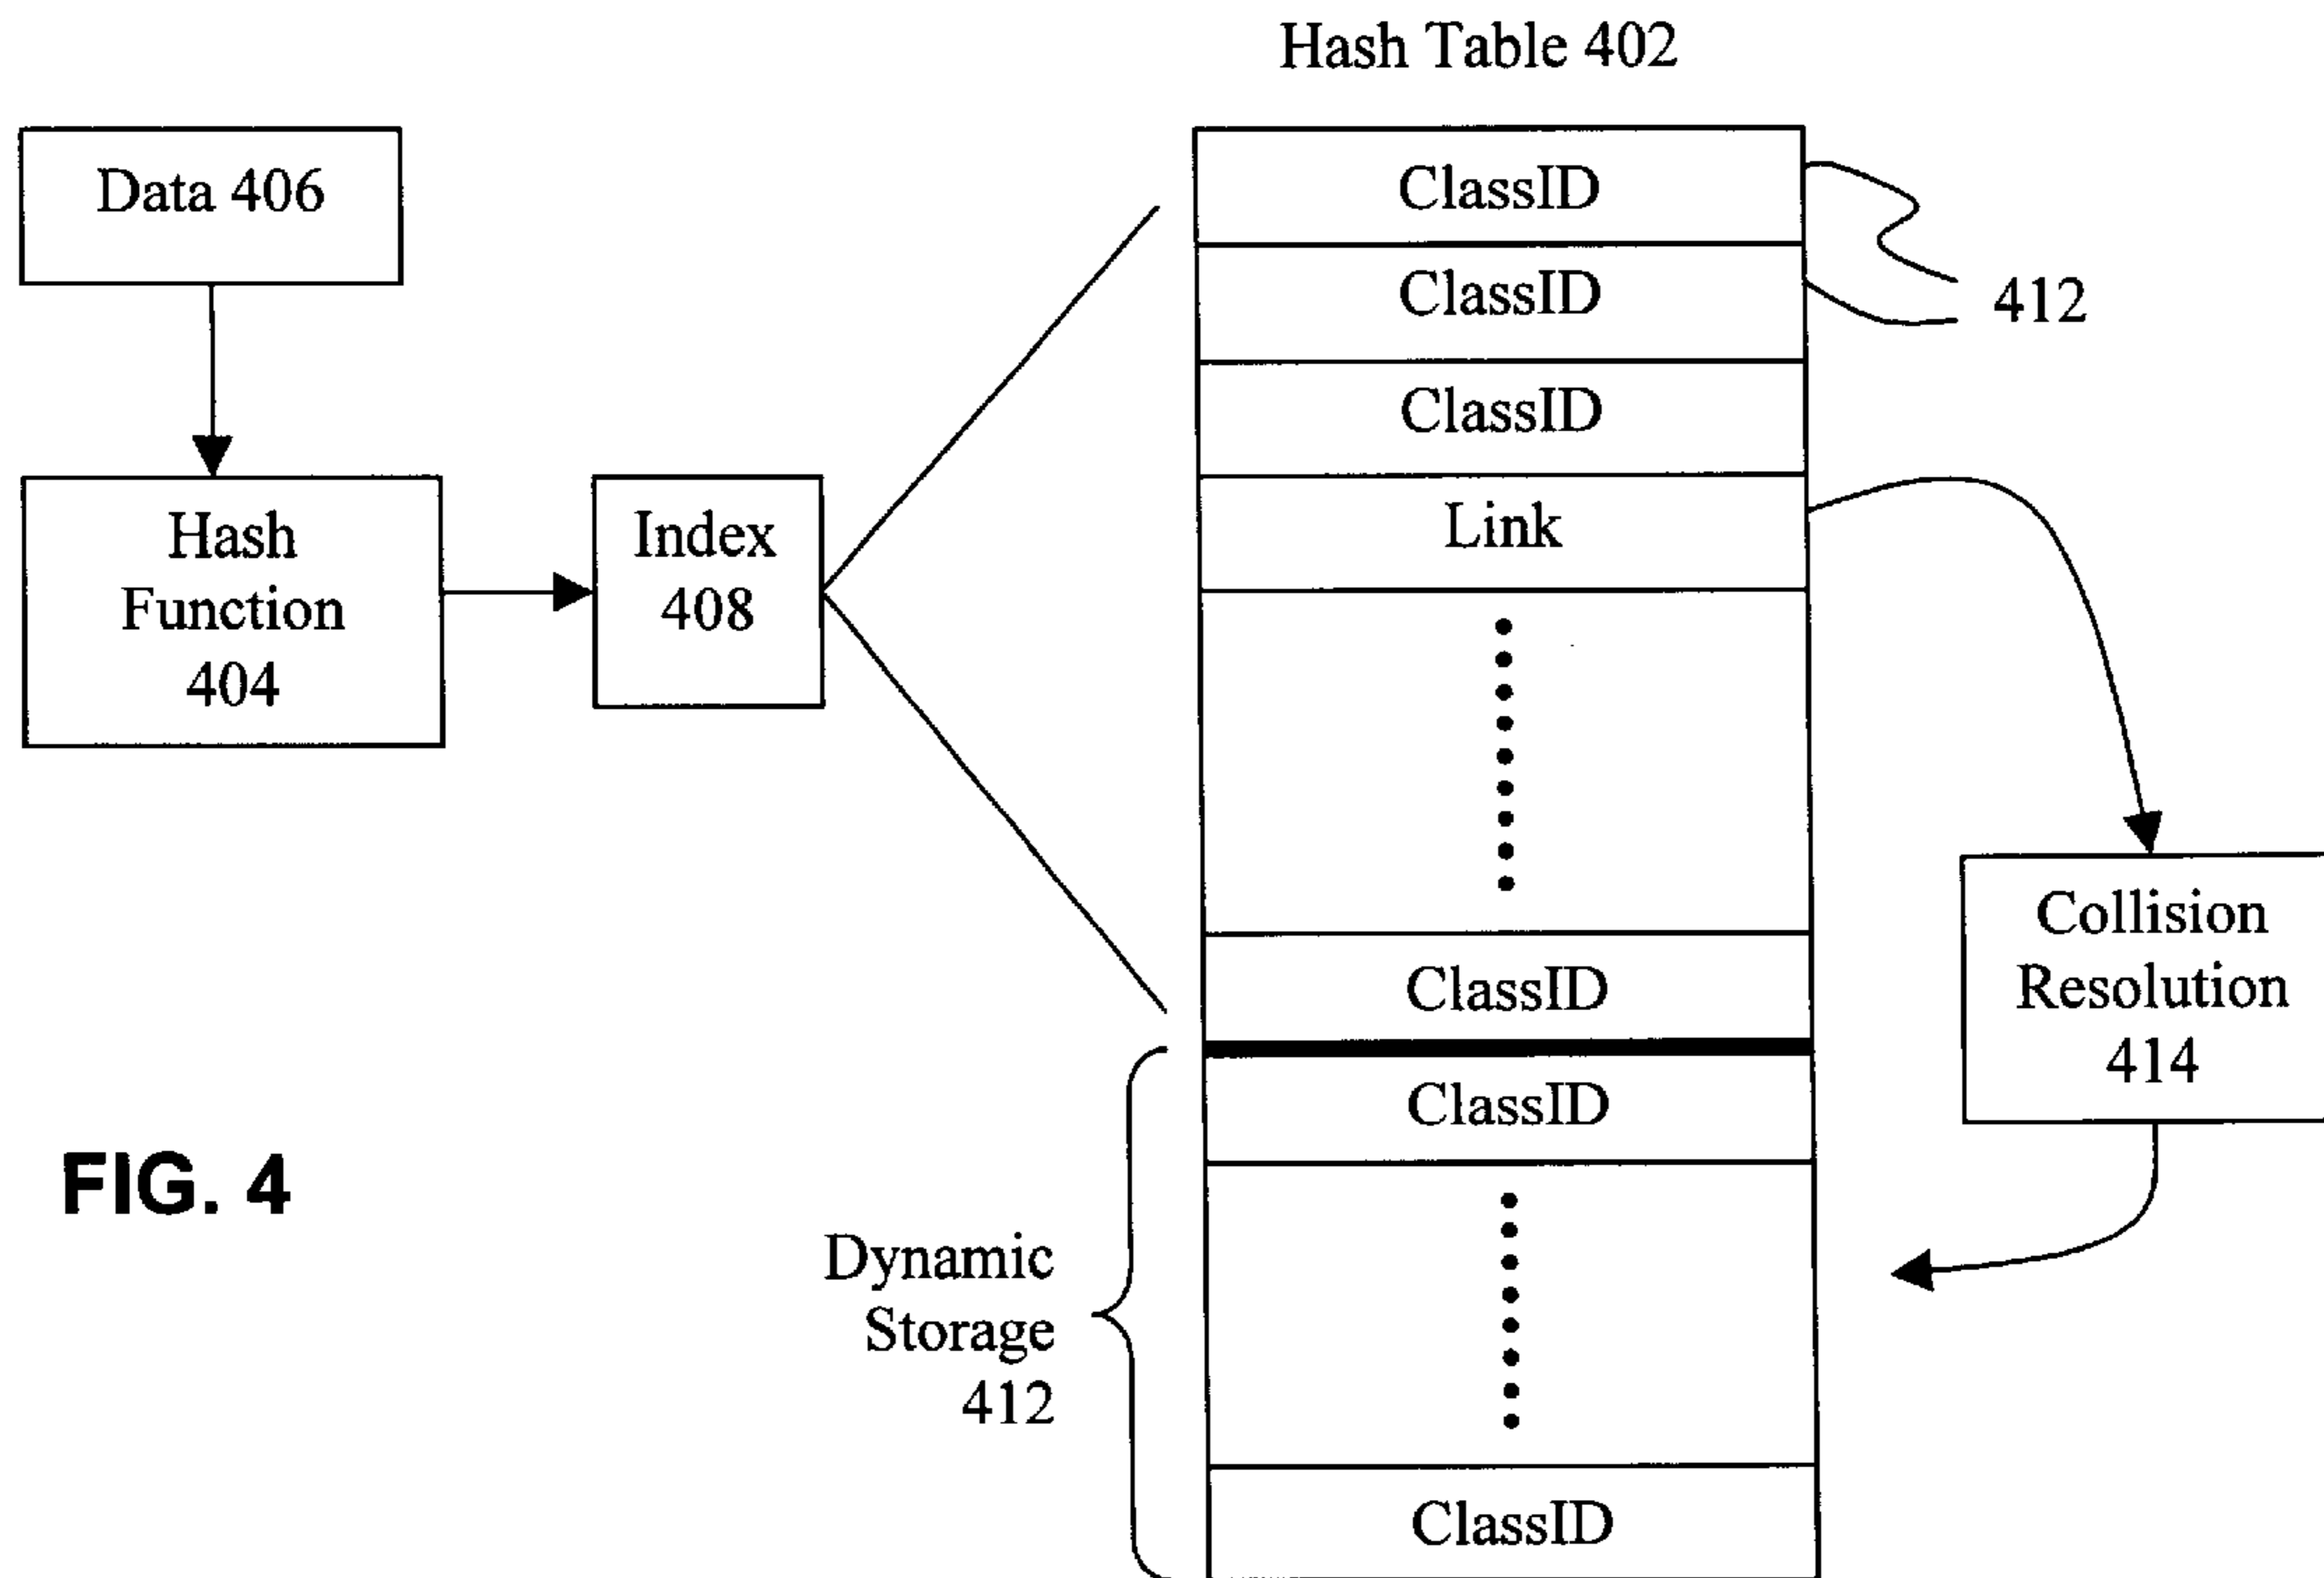 Hash Table 402
Data 406
ClassID
ClassID
412
ClassID
Hash
Function
404
Index
408
Link
ClassID
Collision
Resolution
414
ClassID
FIG. 4
Dynamic
Storage
412
ClassID